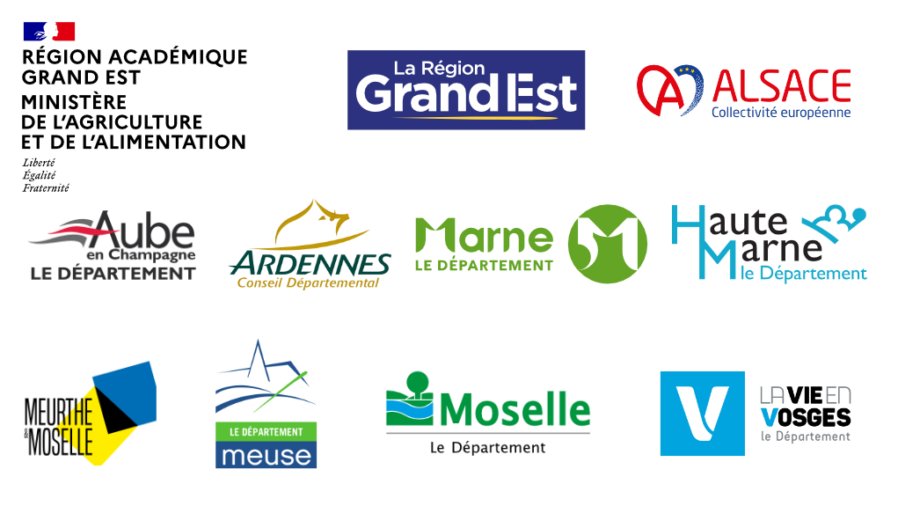 RÉGION ACADÉMIQUE
GRAND EST
MINISTÈRE
DE L'AGRICULTURE
ET DE L'ALIMENTATION
Liberté
Égalité
Fraternité
La Région
Grand Est
ALSACE
Collectivité européenne
Aube
en Champagne
LE DÉPARTEMENT
ARDENNES
Conseil Départemental
Marne
LE DÉPARTEMENT
M
Haute
Marne
le Département
MEURTHE
MOSELLE
LE DÉPARTEMENT
meuse
Moselle
Le Département
V
LA VIE EN
VOSGES
le Département